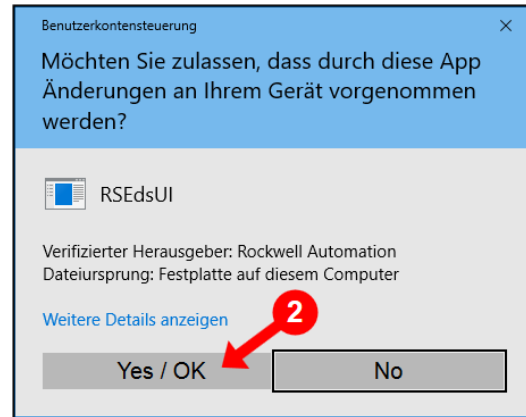 Benutzerkontensteuerung
Möchten Sie zulassen, dass durch diese App
Änderungen an Ihrem Gerät vorgenommen
werden?
RSEdsUI
Verifizierter Herausgeber: Rockwell Automation
Dateiursprung: Festplatte auf diesem Computer
Weitere Details anzeigen
2
Yes / OK
No